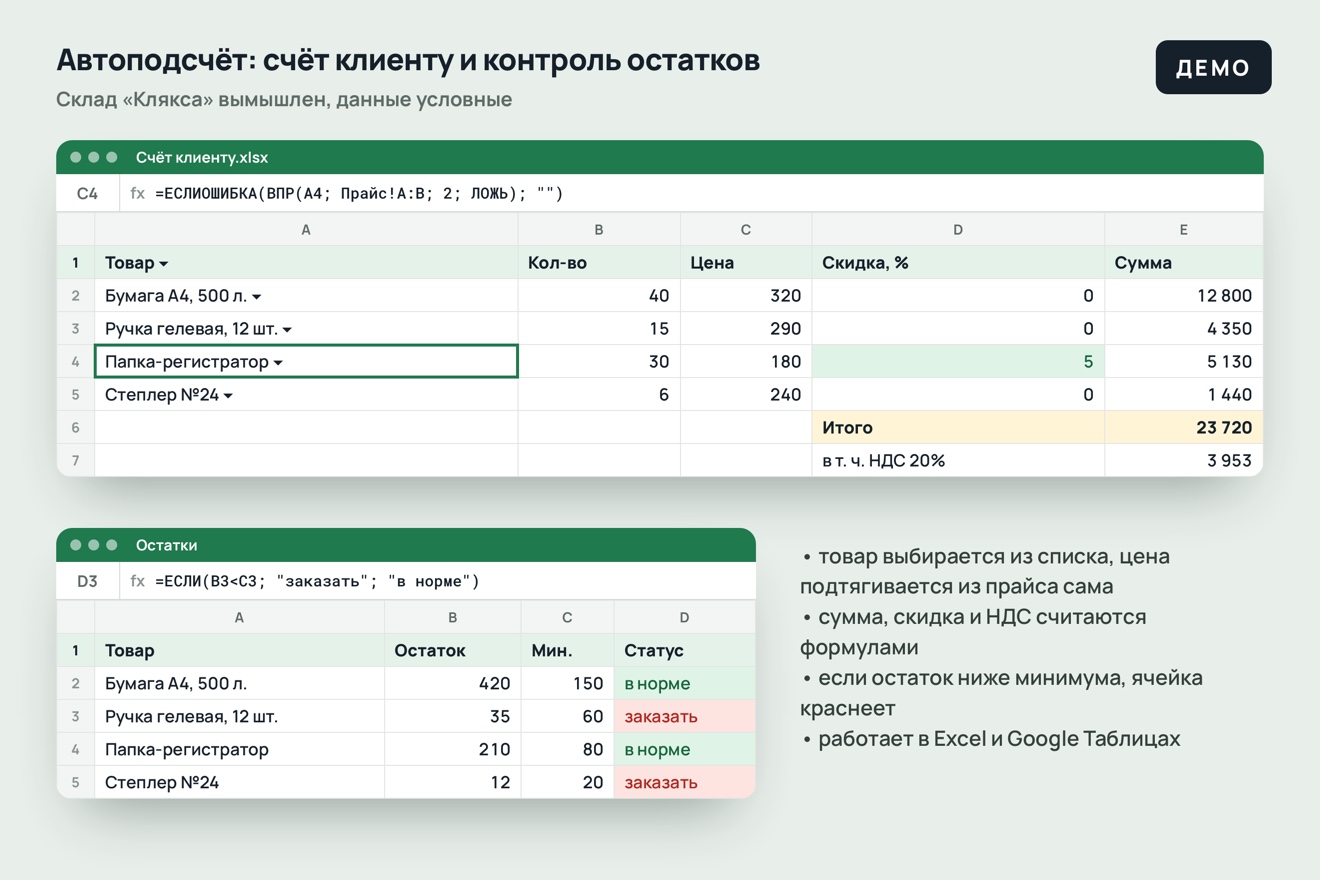 Автоподсчёт: счёт клиенту и контроль остатков
ДЕМО
Склад «Клякса» вымышлен, данные условные
Счёт клиенту.xlsx
C4 fx =ЕСЛИОШИБКА(ВПР(A4; Прайс!A:B; 2; ЛОЖЬ); "")
A B C D E
1 Товар Кол-во Цена Скидка, % Сумма
2 Бумага А4, 500 л. 40 320 0 12 800
3 Ручка гелевая, 12 шт. 15 290 0 4 350
4 Папка-регистратор 30 180 5 5 130
5 Степлер №24 6 240 0 1 440
6 Итого 23 720
7 в т. ч. НДС 20% 3 953
Остатки
D3 fx =ЕСЛИ(B3<C3; "заказать"; "в норме")
A B C D
1 Товар Остаток Мин. Статус
2 Бумага А4, 500 л. 420 150 в норме
3 Ручка гелевая, 12 шт. 35 60 заказать
4 Папка-регистратор 210 80 в норме
5 Степлер №24 12 20 заказать
• товар выбирается из списка, цена
подтягивается из прайса сама
• сумма, скидка и НДС считаются
формулами
• если остаток ниже минимума, ячейка
краснеет
• работает в Excel и Google Таблицах